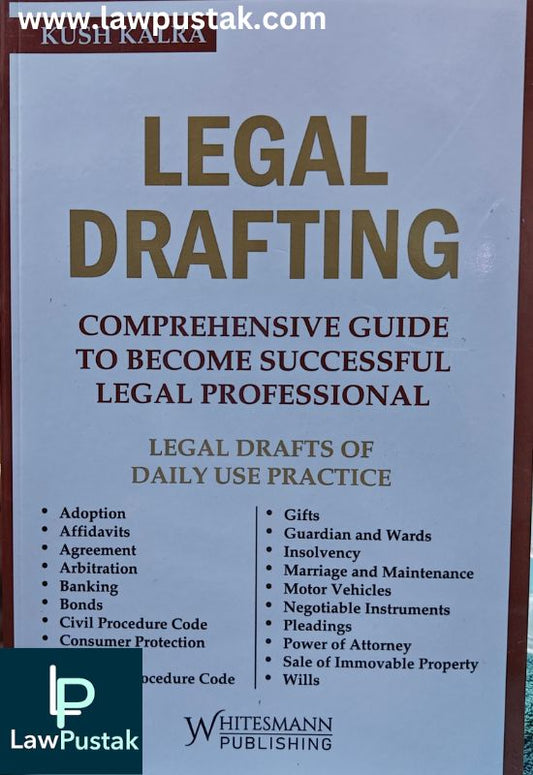 www.lawpustak.com
KUSH KALRA
LEGAL
DRAFTING
COMPREHENSIVE GUIDE
TO BECOME SUCCESSFUL
LEGAL PROFESSIONAL
LEGAL DRAFTS OF
DAILY USE PRACTICE
• Adoption
• Affidavits
• Agreement
• Arbitration
• Banking
• Bonds
• Civil Procedure Code
• Consumer Protection
Procedure Code
• Gifts
• Guardian and Wards
• Insolvency
• Marriage and Maintenance
• Motor Vehicles
• Negotiable Instruments
• Pleadings
• Power of Attorney
• Sale of Immovable Property
• Wills
WHITESMANN
PUBLISHING
LP
LawPustak